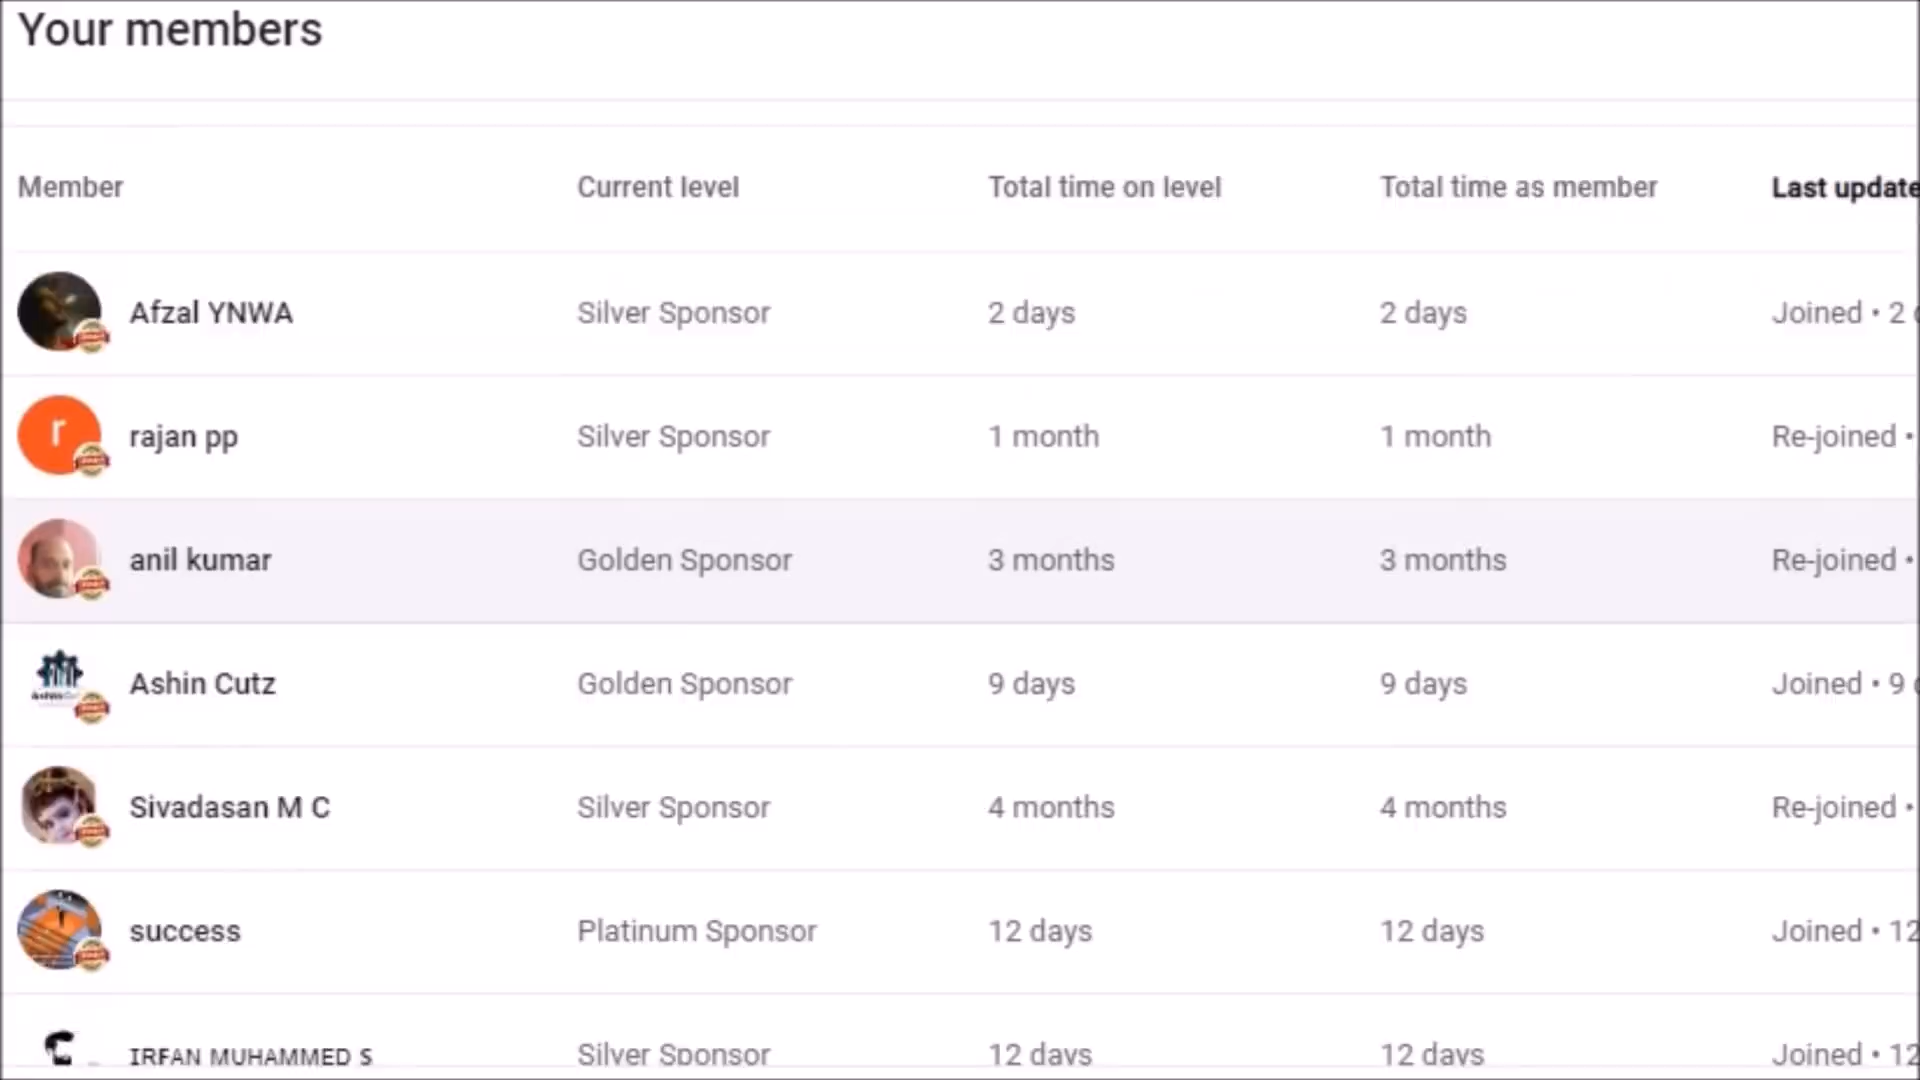 Your members
Member Current level Total time on level Total time as member Last update
Afzal YNWA Silver Sponsor 2 days 2 days Joined • 2
r
rajan pp Silver Sponsor 1 month 1 month Re-joined •
anil kumar Golden Sponsor 3 months 3 months Re-joined •
Ashin Cutz Golden Sponsor 9 days 9 days Joined • 9
Sivadasan M C Silver Sponsor 4 months 4 months Re-joined •
success Platinum Sponsor 12 days 12 days Joined • 12
IRFAN MUHAMMED S Silver Sponsor 12 days 12 days Joined • 12